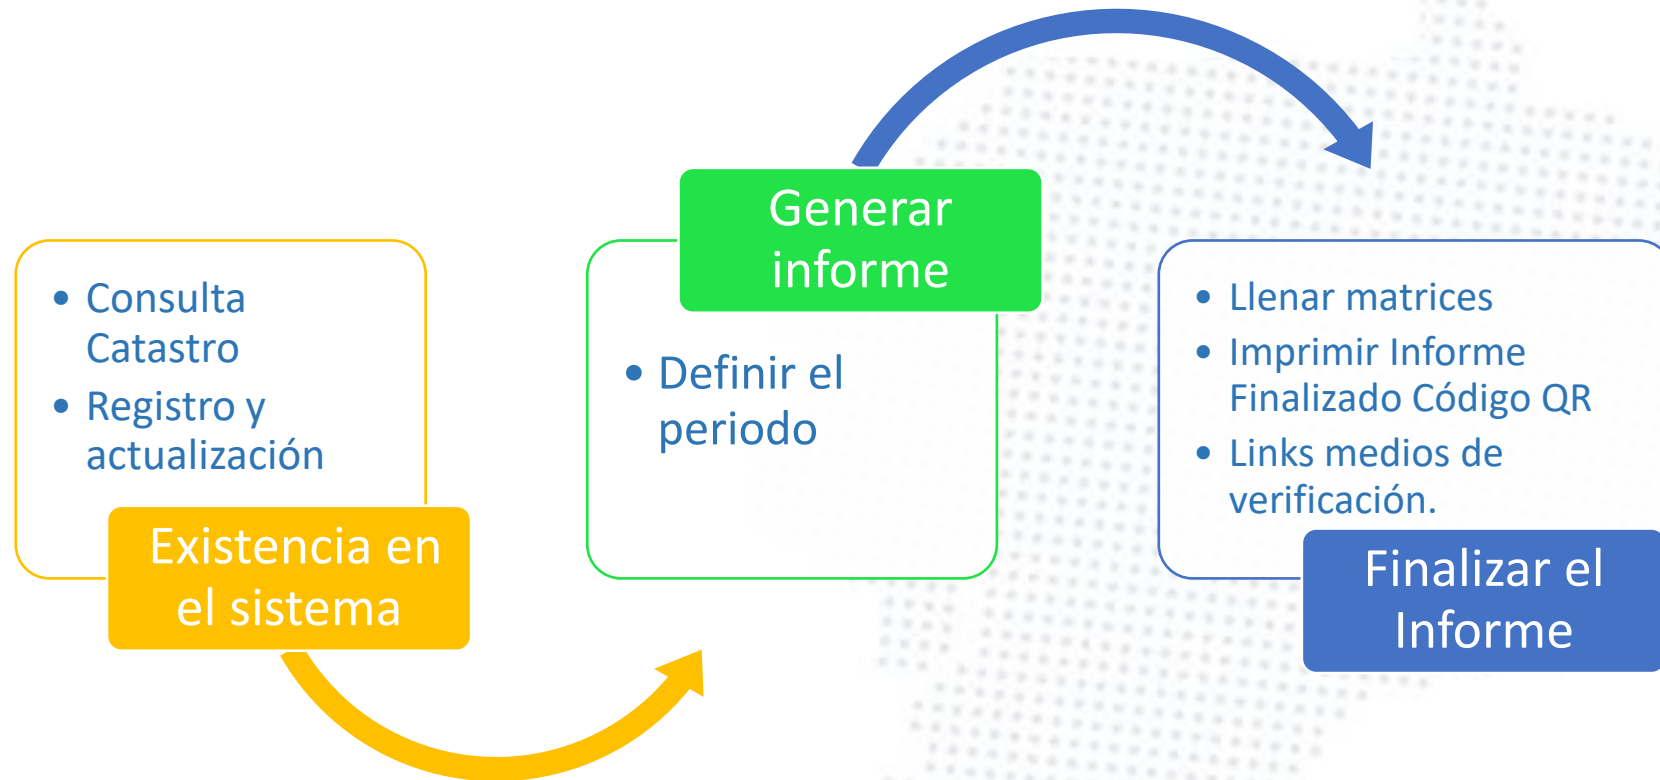 • Consulta
Catastro
• Registro y
actualización
Existencia en
el sistema
Generar
informe
• Definir el
periodo
• Llenar matrices
• Imprimir Informe
Finalizado Código QR
• Links medios de
verificación.
Finalizar el
Informe